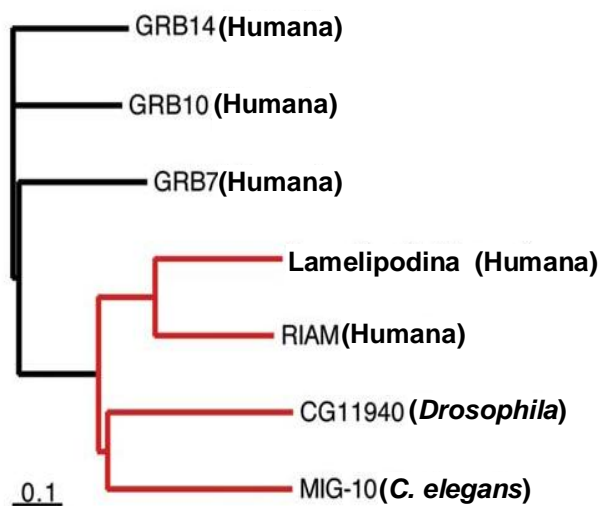 GRB14 (Humana)
GRB10 (Humana)
GRB7 (Humana)
Lamelipodina (Humana)
RIAM (Humana)
CG11940 (Drosophila)
MIG-10 (C. elegans)
0.1